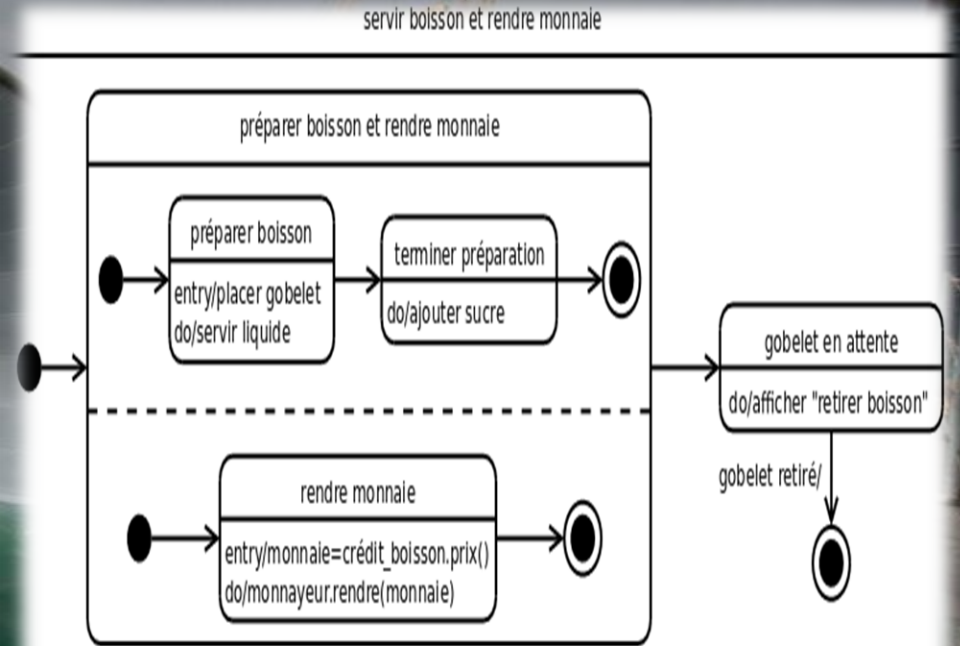 servir boisson et rendre monnaie
préparer boisson et rendre monnaie
préparer boisson
entry/placer gobelet
do/servir liquide
terminer préparation
do/ajouter sucre
gobelet en attente
do/afficher "retirer boisson"
gobelet retiré/
rendre monnaie
entry/monnaie=crédit_boisson.prix()
do/monnayeur.rendre(monnaie)